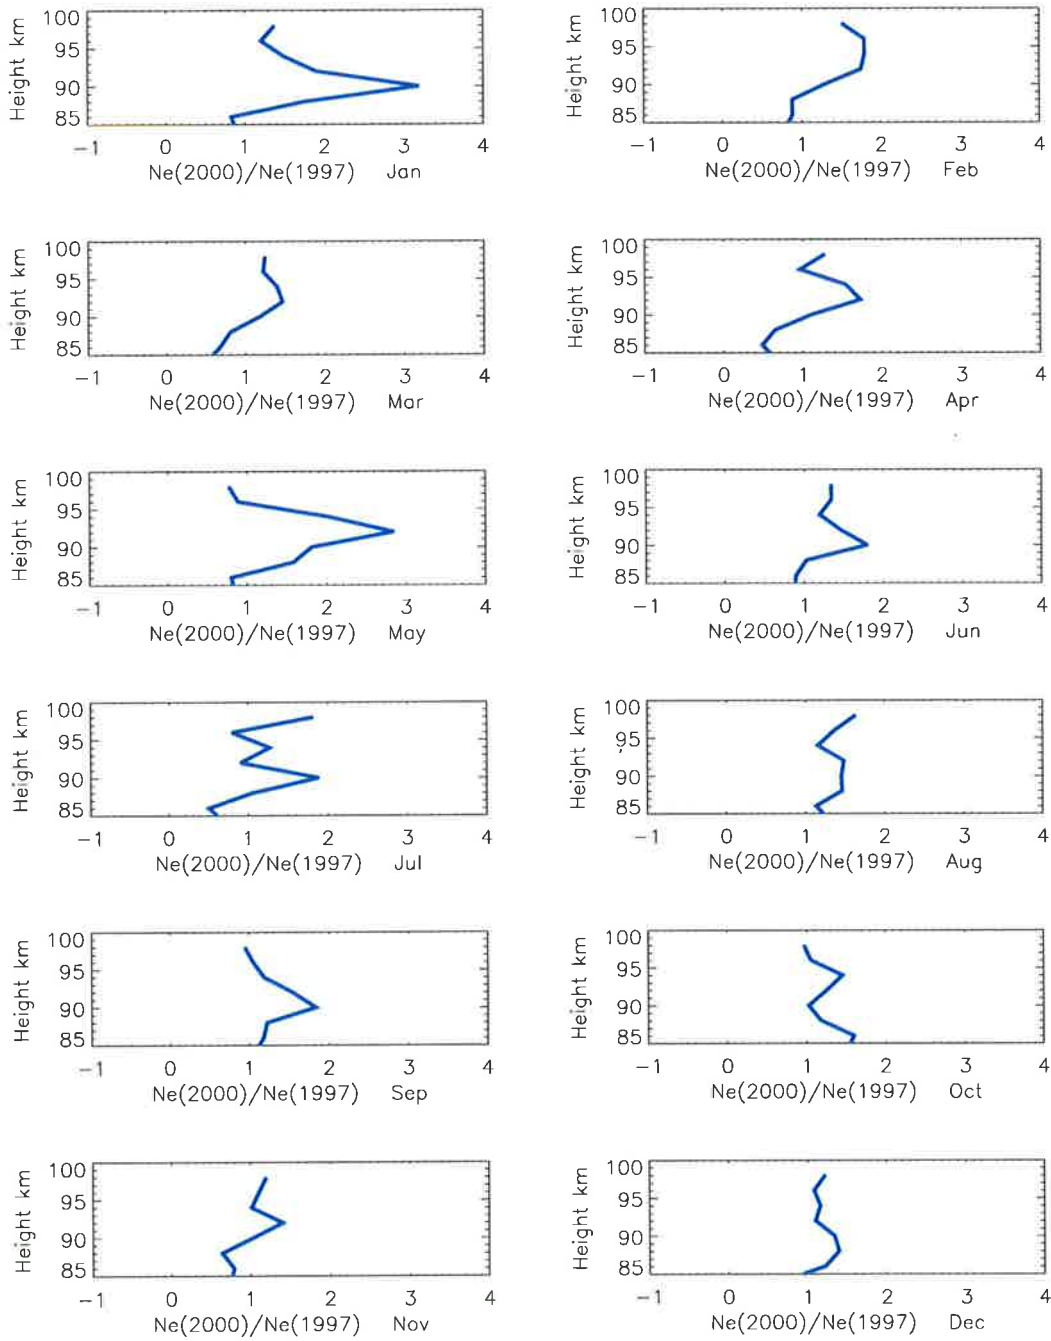 100
95
90
85
Height km
-1 0 1 2 3 4
Ne(2000)/Ne(1997) Jan
100
95
90
85
Height km
-1 0 1 2 3 4
Ne(2000)/Ne(1997) Feb
100
95
90
85
Height km
-1 0 1 2 3 4
Ne(2000)/Ne(1997) Mar
100
95
90
85
Height km
-1 0 1 2 3 4
Ne(2000)/Ne(1997) Apr
100
95
90
85
Height km
-1 0 1 2 3 4
Ne(2000)/Ne(1997) May
100
95
90
85
Height km
-1 0 1 2 3 4
Ne(2000)/Ne(1997) Jun
100
95
90
85
Height km
-1 0 1 2 3 4
Ne(2000)/Ne(1997) Jul
100
95
90
85
Height km
-1 0 1 2 3 4
Ne(2000)/Ne(1997) Aug
100
95
90
85
Height km
-1 0 1 2 3 4
Ne(2000)/Ne(1997) Sep
100
95
90
85
Height km
-1 0 1 2 3 4
Ne(2000)/Ne(1997) Oct
100
95
90
85
Height km
-1 0 1 2 3 4
Ne(2000)/Ne(1997) Nov
100
95
90
85
Height km
-1 0 1 2 3 4
Ne(2000)/Ne(1997) Dec